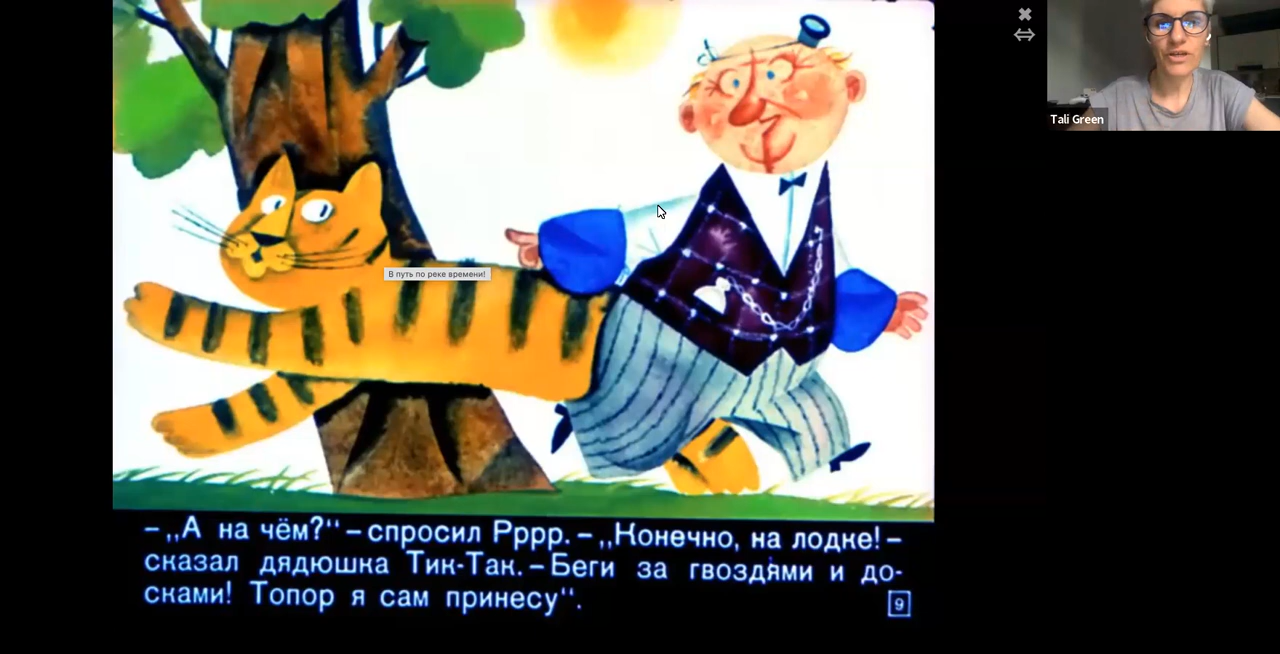 Tali Green
В путь по реке времени!
– „А на чём?“ – спросил Рррр. – „Конечно, на лодке! –
сказал дядюшка Тик-Так. – Беги за гвоздями и до-
сками! Топор я сам принесу“.
9